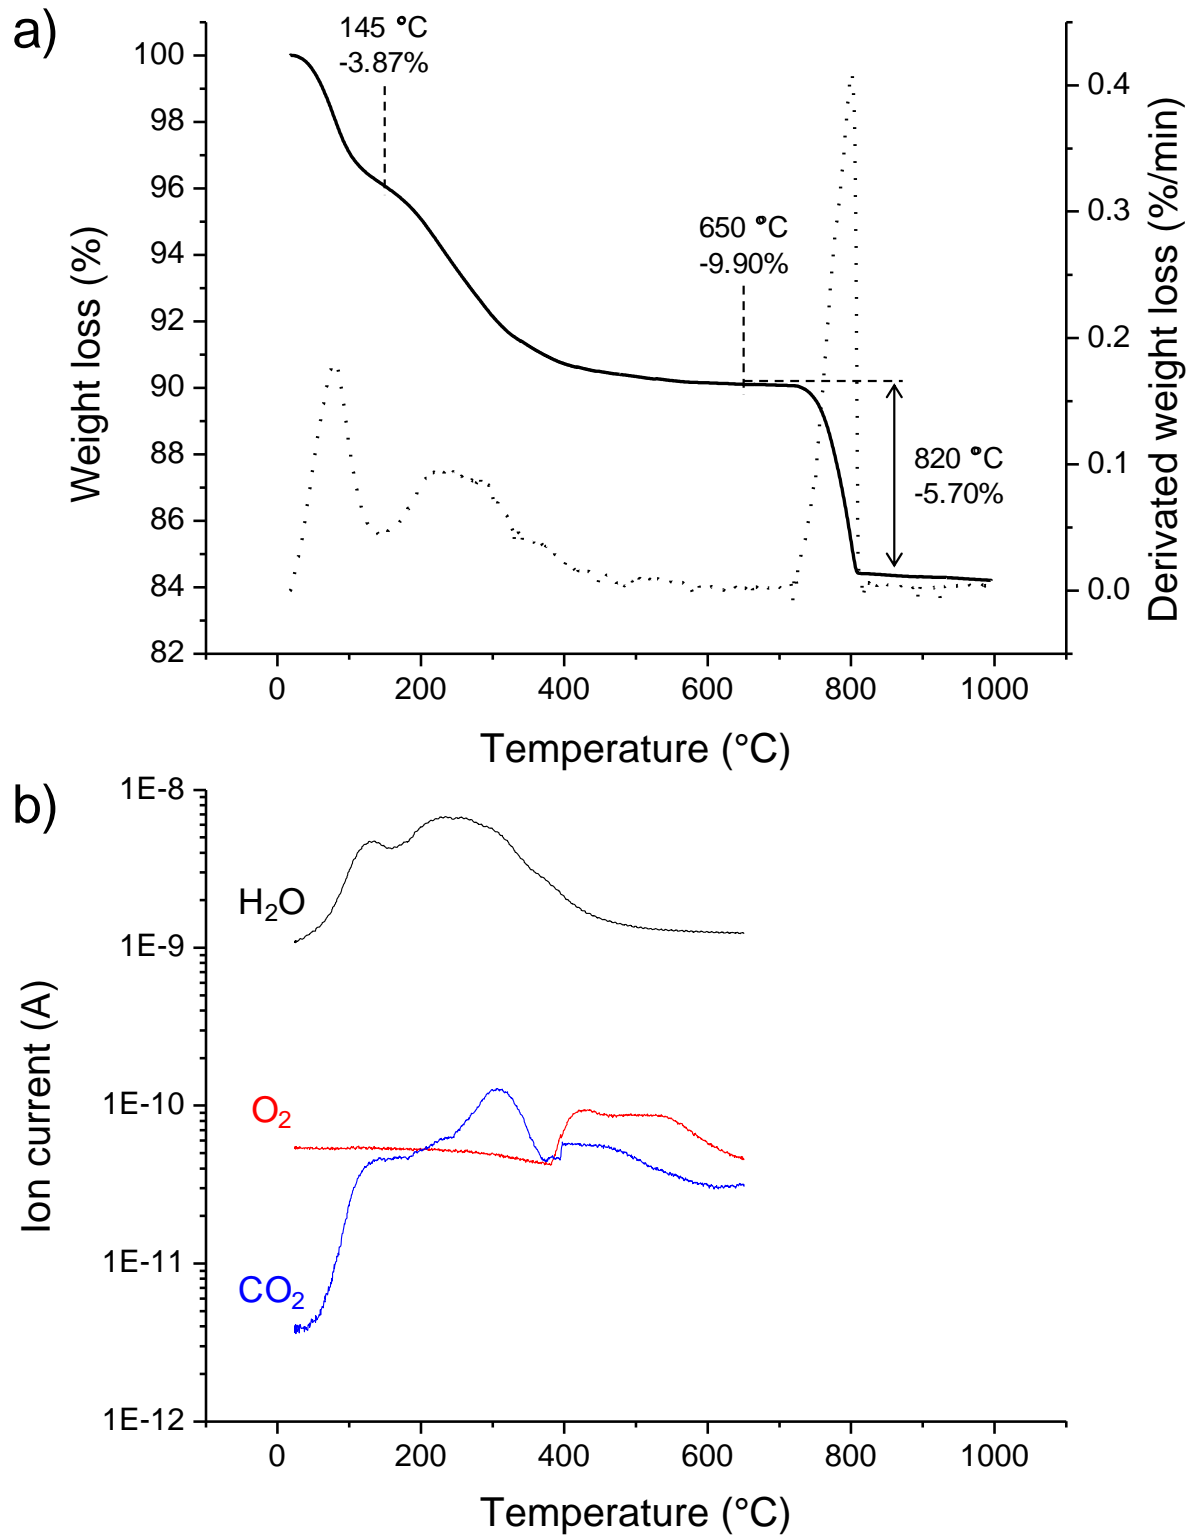 a)
145 °C
-3.87%
650 °C
-9.90%
820 °C
-5.70%
Weight loss (%)
100
98
96
94
92
90
88
86
84
82
Derivated weight loss (%/min)
0.4
0.3
0.2
0.1
0.0
0 200 400 600 800 1000
Temperature (°C)
b)
Ion current (A)
1E-8
1E-9
1E-10
1E-11
1E-12
H₂O
O₂
CO₂
0 200 400 600 800 1000
Temperature (°C)